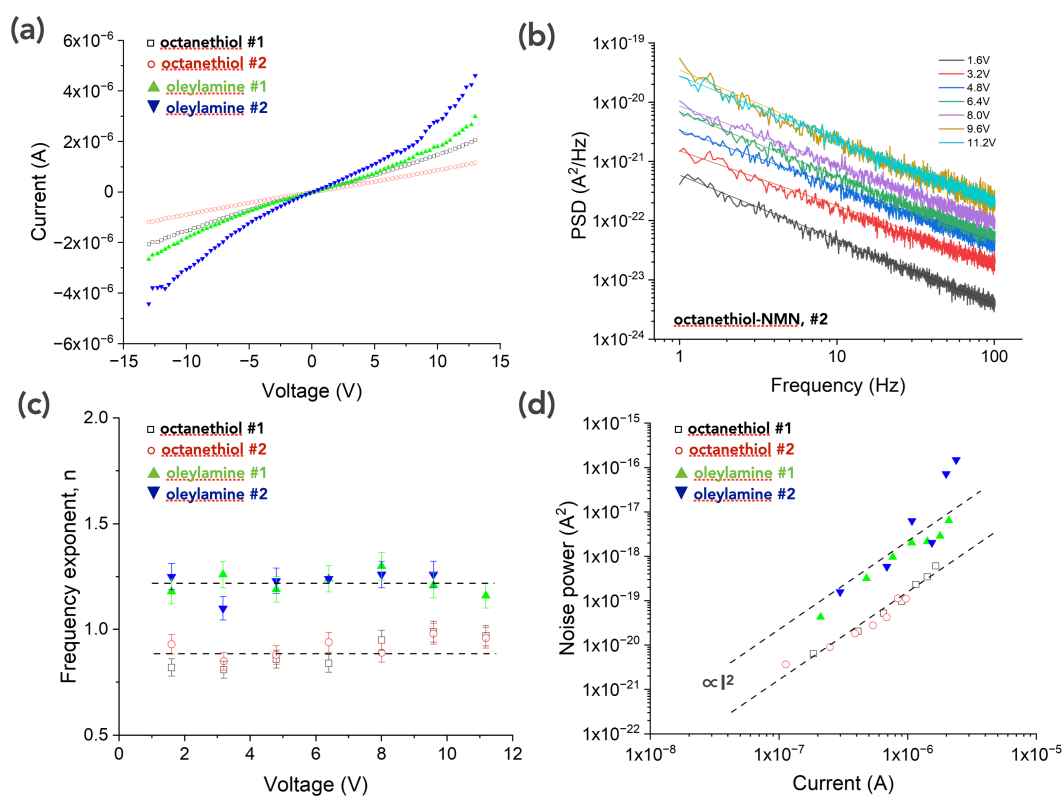 (a)
6x10⁻⁶
4x10⁻⁶
2x10⁻⁶
0
−2x10⁻⁶
−4x10⁻⁶
−6x10⁻⁶
Current (A)
octanethiol #1
octanethiol #2
oleylamine #1
oleylamine #2
−15 −10 −5 0 5 10 15
Voltage (V)
(b)
1x10⁻¹⁹
1x10⁻²⁰
1x10⁻²¹
1x10⁻²²
1x10⁻²³
1x10⁻²⁴
PSD (A²/Hz)
1.6V
3.2V
4.8V
6.4V
8.0V
9.6V
11.2V
octanethiol-NMN, #2
1 10 100
Frequency (Hz)
(c)
2.0
1.5
1.0
0.5
Frequency exponent, n
octanethiol #1
octanethiol #2
oleylamine #1
oleylamine #2
0 2 4 6 8 10 12
Voltage (V)
(d)
1x10⁻¹⁵
1x10⁻¹⁶
1x10⁻¹⁷
1x10⁻¹⁸
1x10⁻¹⁹
1x10⁻²⁰
1x10⁻²¹
1x10⁻²²
Noise power (A²)
octanethiol #1
octanethiol #2
oleylamine #1
oleylamine #2
∝I²
1x10⁻⁸ 1x10⁻⁷ 1x10⁻⁶ 1x10⁻⁵
Current (A)